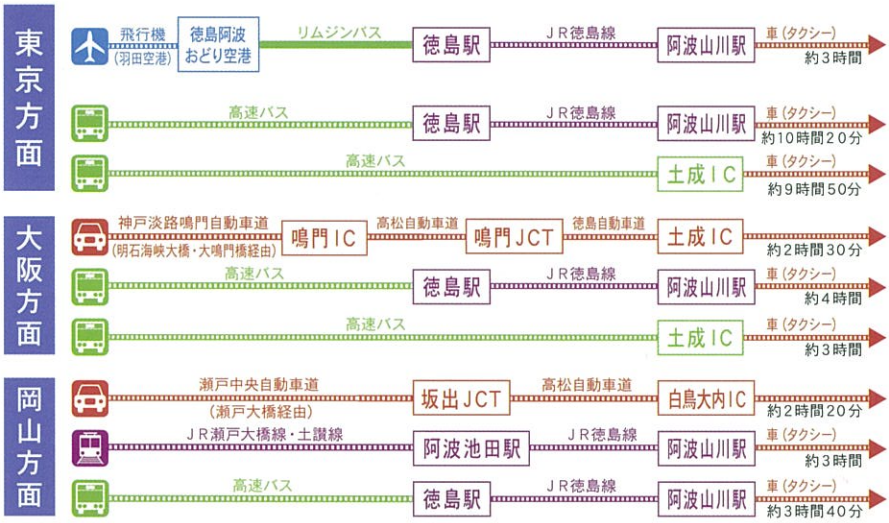 東京方面
飛行機
(羽田空港)
徳島阿波
おどり空港
リムジンバス
徳島駅
JR徳島線
阿波山川駅
車(タクシー)
約3時間
高速バス
徳島駅
JR徳島線
阿波山川駅
車(タクシー)
約10時間20分
高速バス
土成IC
車(タクシー)
約9時間50分
大阪方面
神戸淡路鳴門自動車道
(明石海峡大橋・大鳴門橋経由)
鳴門IC
高松自動車道
鳴門JCT
徳島自動車道
土成IC
約2時間30分
高速バス
徳島駅
JR徳島線
阿波山川駅
車(タクシー)
約4時間
高速バス
土成IC
車(タクシー)
約3時間
岡山方面
瀬戸中央自動車道
(瀬戸大橋経由)
坂出JCT
高松自動車道
白鳥大内IC
約2時間20分
JR瀬戸大橋線・土讃線
阿波池田駅
JR徳島線
阿波山川駅
車(タクシー)
約3時間
高速バス
徳島駅
JR徳島線
阿波山川駅
車(タクシー)
約3時間40分